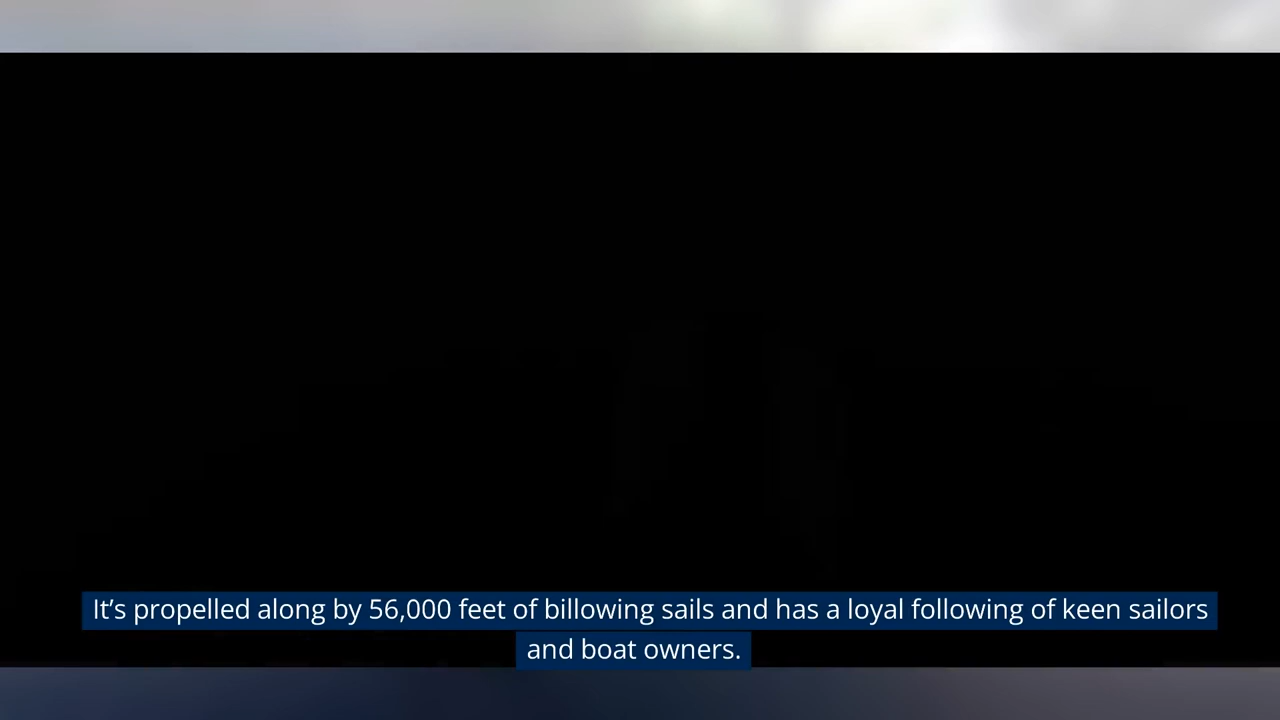 It’s propelled along by 56,000 feet of billowing sails and has a loyal following of keen sailors
and boat owners.